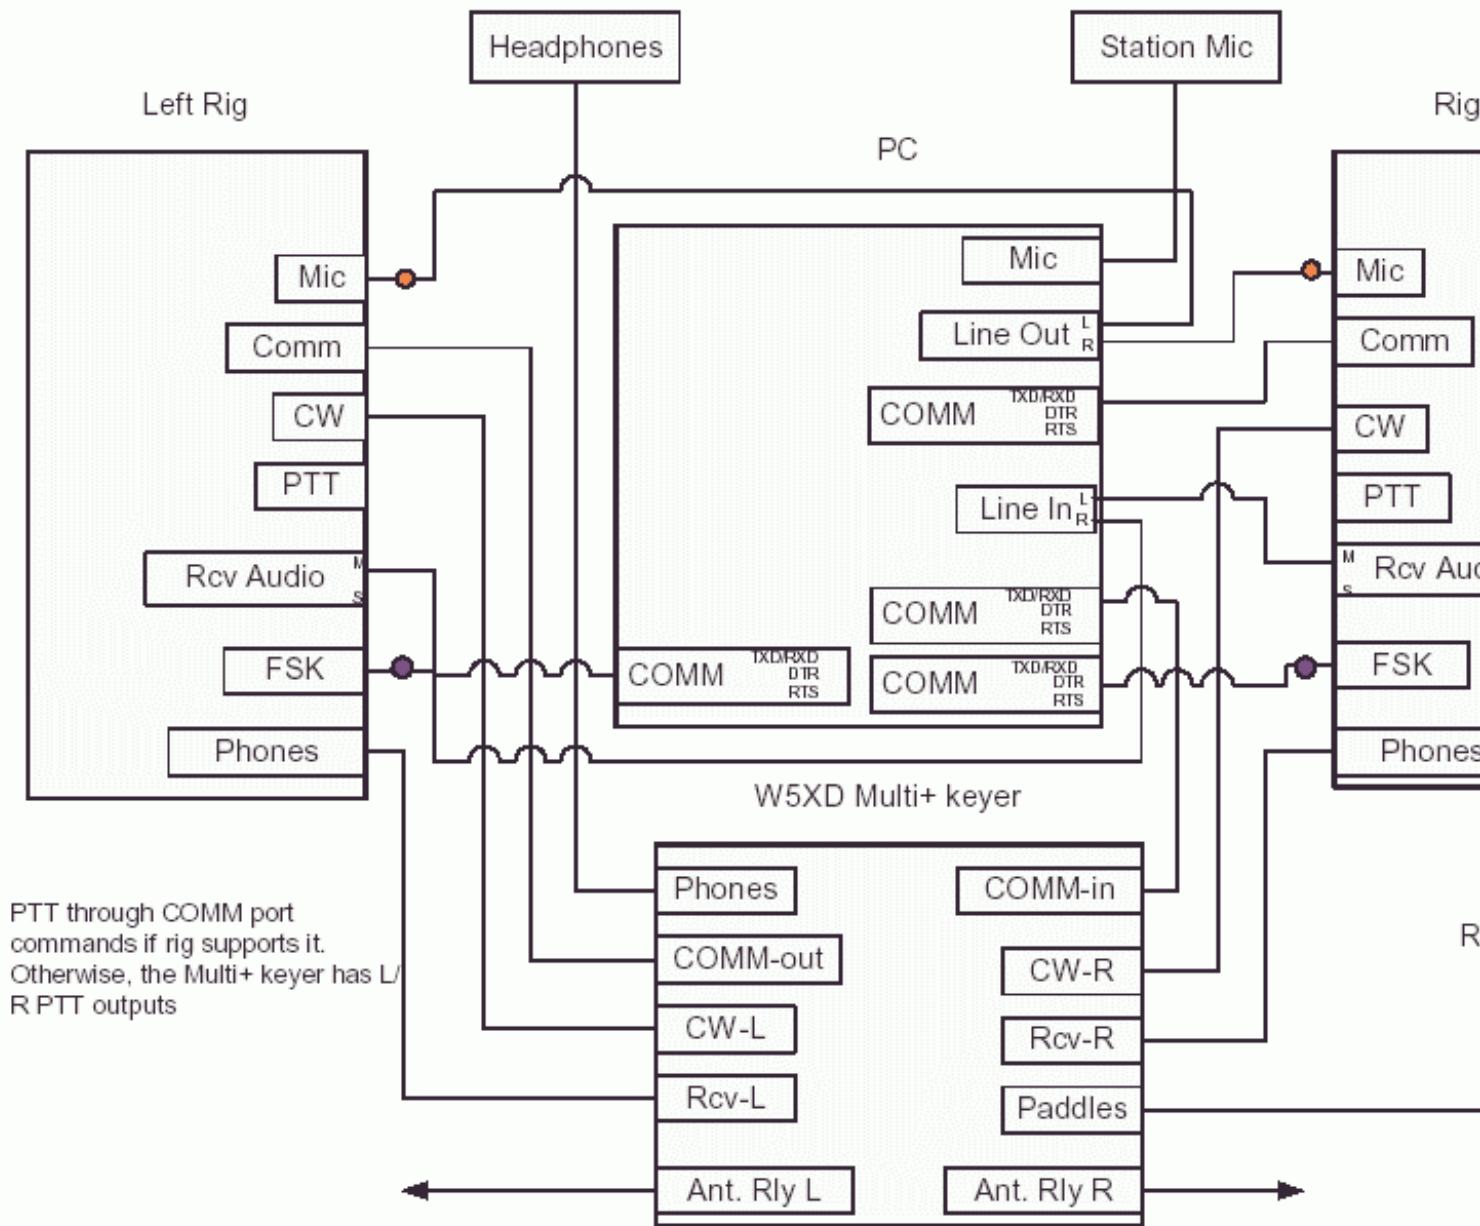 Headphones
Station Mic
Left Rig
Rig
PC
Mic
Comm
CW
PTT
Rcv Audio M
S
FSK
Phones
Mic
Line Out L
R
COMM TXD/RXD
DTR
RTS
Line In L
R
COMM TXD/RXD
DTR
RTS
COMM TXD/RXD
DTR
RTS
COMM TXD/RXD
DTR
RTS
Mic
Comm
CW
PTT
M Rcv Aud
S
FSK
Phones
W5XD Multi+ keyer
Phones
COMM-out
CW-L
Rcv-L
Ant. Rly L
COMM-in
CW-R
Rcv-R
Paddles
Ant. Rly R
PTT through COMM port
commands if rig supports it.
Otherwise, the Multi+ keyer has L/
R PTT outputs
R